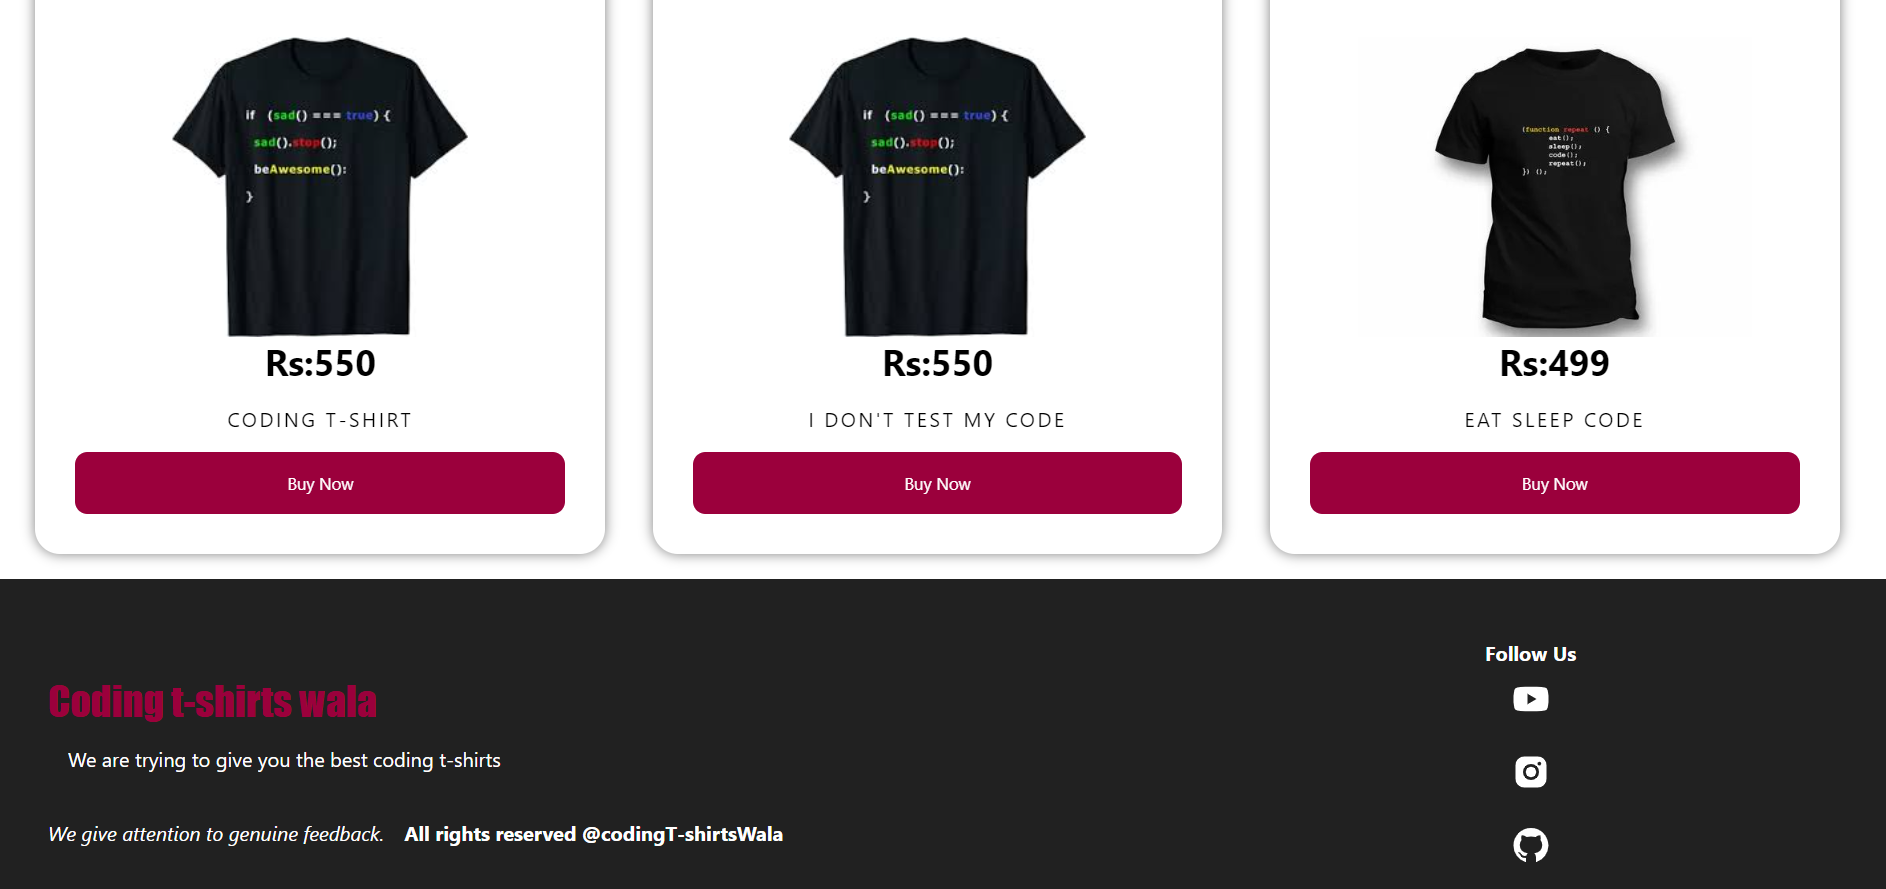 if (sad() === true) {
sad().stop();
beAwesome():
}
Rs:550
CODING T-SHIRT
Buy Now
if (sad() === true) {
sad().stop();
beAwesome():
}
Rs:550
I DON'T TEST MY CODE
Buy Now
(function repeat () {
eat();
sleep();
code();
repeat();
}) ();
Rs:499
EAT SLEEP CODE
Buy Now
Coding t-shirts wala
We are trying to give you the best coding t-shirts
We give attention to genuine feedback. All rights reserved @codingT-shirtsWala
Follow Us